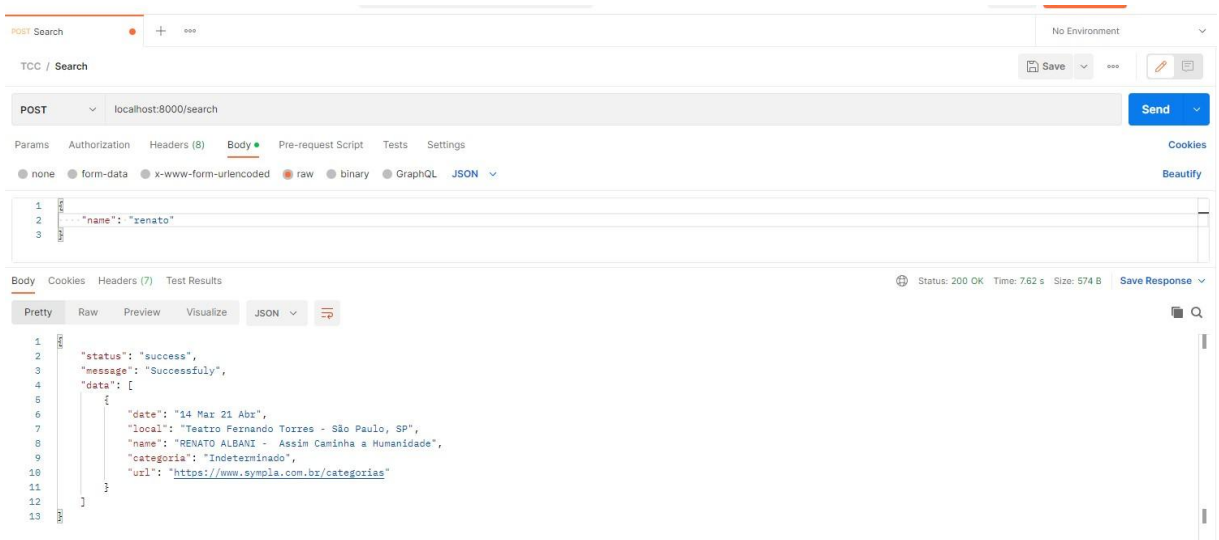 POST Search + ooo No Environment
TCC / Search Save ooo
POST localhost:8000/search Send
Params Authorization Headers (8) Body Pre-request Script Tests Settings Cookies
none form-data x-www-form-urlencoded raw binary GraphQL JSON Beautify
1 {
2 ····"name":·"renato"
3 }
Body Cookies Headers (7) Test Results Status: 200 OK Time: 7.62 s Size: 574 B Save Response
Pretty Raw Preview Visualize JSON
1 {
2 "status": "success",
3 "message": "Successfuly",
4 "data": [
5 {
6 "date": "14 Mar 21 Abr",
7 "local": "Teatro Fernando Torres - São Paulo, SP",
8 "name": "RENATO ALBANI -  Assim Caminha a Humanidade",
9 "categoria": "Indeterminado",
10 "url": "https://www.sympla.com.br/categorias"
11 }
12 ]
13 }